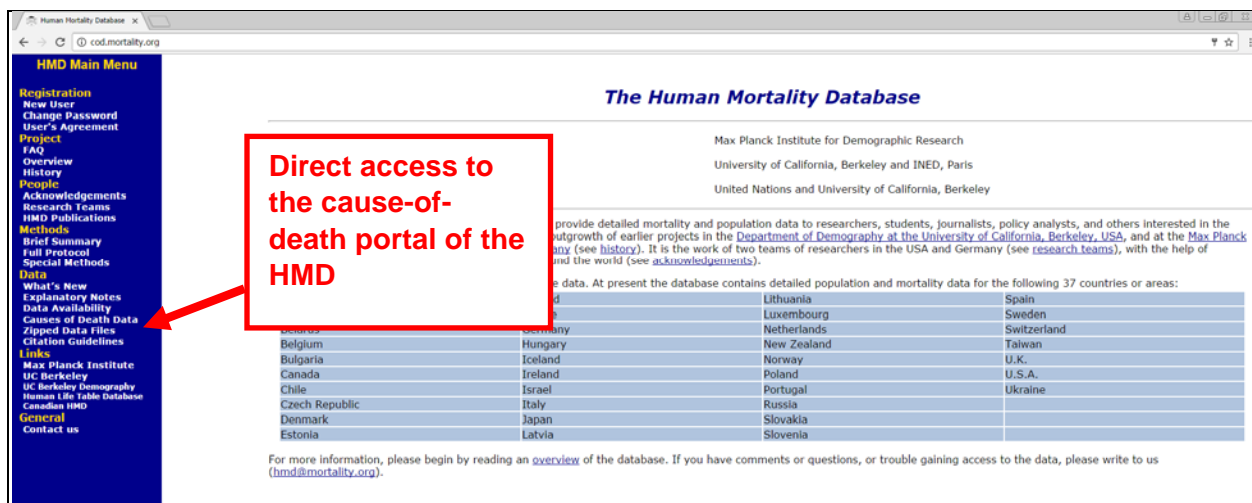 Human Mortality Database
cod.mortality.org
HMD Main Menu
Registration
New User
Change Password
User's Agreement
Project
FAQ
Overview
History
People
Acknowledgements
Research Teams
HMD Publications
Methods
Brief Summary
Full Protocol
Special Methods
Data
What's New
Explanatory Notes
Data Availability
Causes of Death Data
Zipped Data Files
Citation Guidelines
Links
Max Planck Institute
UC Berkeley
UC Berkeley Demography
Human Life Table Database
Canadian HMD
General
Contact us
The Human Mortality Database
Max Planck Institute for Demographic Research
University of California, Berkeley and INED, Paris
United Nations and University of California, Berkeley
Direct access to
the cause-of-
death portal of the
HMD
provide detailed mortality and population data to researchers, students, journalists, policy analysts, and others interested in the
outgrowth of earlier projects in the Department of Demography at the University of California, Berkeley, USA, and at the Max Planck
(see history). It is the work of two teams of researchers in the USA and Germany (see research teams), with the help of
the world (see acknowledgements).
data. At present the database contains detailed population and mortality data for the following 37 countries or areas:
Lithuania Spain
Luxembourg Sweden
Belarus Germany Netherlands Switzerland
Belgium Hungary New Zealand Taiwan
Bulgaria Iceland Norway U.K.
Canada Ireland Poland U.S.A.
Chile Israel Portugal Ukraine
Czech Republic Italy Russia
Denmark Japan Slovakia
Estonia Latvia Slovenia
For more information, please begin by reading an overview of the database. If you have comments or questions, or trouble gaining access to the data, please write to us
(hmd@mortality.org).